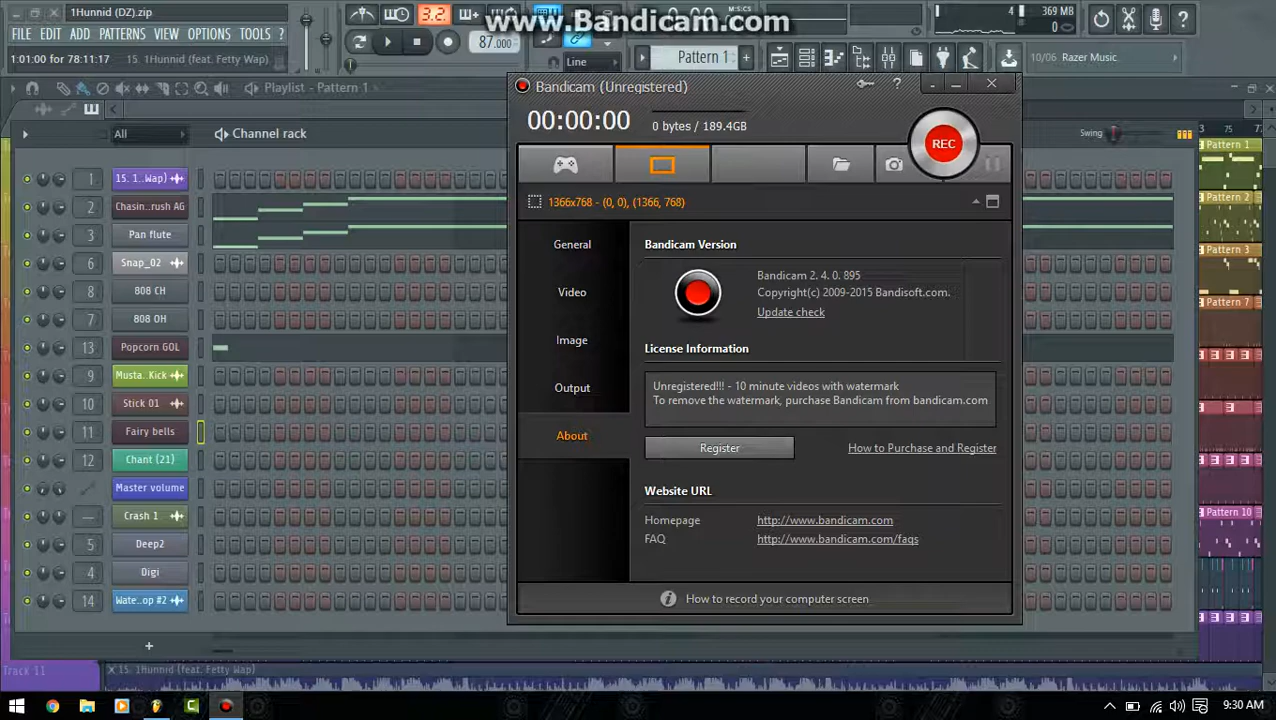 1Hunnid (DZ).zip
www.Bandicam.com
3.2
4
369 MB
FILE EDIT ADD PATTERNS VIEW OPTIONS TOOLS ?
87.000
1:01:00 for 78:11:17
15. 1Hunnid (feat. Fetty Wap)
Line
Pattern 1
10/06 Razer Music
Playlist - Pattern 1
Bandicam (Unregistered)
00:00:00
0 bytes / 189.4GB
REC
All
Channel rack
Swing
3 75 77
1366x768 - (0, 0), (1366, 768)
1 15. 1..Wap)
2 Chasin...rush AG
3 Pan flute
6 Snap_02
8 808 CH
7 808 OH
13 Popcorn GOL
9 Musta..Kick
10 Stick 01
11 Fairy bells
12 Chant (21)
Master volume
Crash 1
5 Deep2
4 Digi
14 Wate...op #2
General
Video
Image
Output
About
Bandicam Version
Bandicam 2. 4. 0. 895
Copyright(c) 2009-2015 Bandisoft.com.
Update check
License Information
Unregistered!!! - 10 minute videos with watermark
To remove the watermark, purchase Bandicam from bandicam.com
Register
How to Purchase and Register
Website URL
Homepage http://www.bandicam.com
FAQ http://www.bandicam.com/faqs
How to record your computer screen
Pattern 1
Pattern 2
Pattern 3
Pattern 7
Pattern 10
Track 11
15. 1Hunnid (feat. Fetty Wap)
9:30 AM